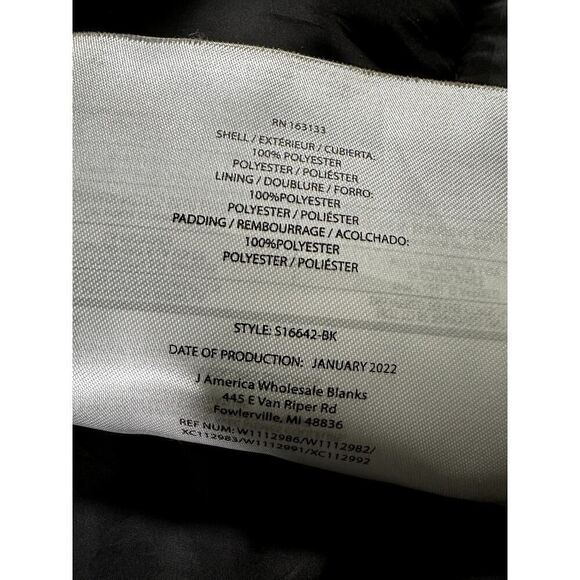 RN 163133
SHELL / EXTÉRIEUR / CUBIERTA:
100% POLYESTER
POLYESTER / POLIÉSTER
LINING / DOUBLURE / FORRO:
100%POLYESTER
POLYESTER / POLIÉSTER
PADDING / REMBOURRAGE / ACOLCHADO:
100%POLYESTER
POLYESTER / POLIÉSTER
STYLE: S16642-BK
DATE OF PRODUCTION: JANUARY 2022
J America Wholesale Blanks
445 E Van Riper Rd
Fowlerville, MI 48836
REF NUM: W1112986/W1112982/
XC112983/W1112991/XC112992